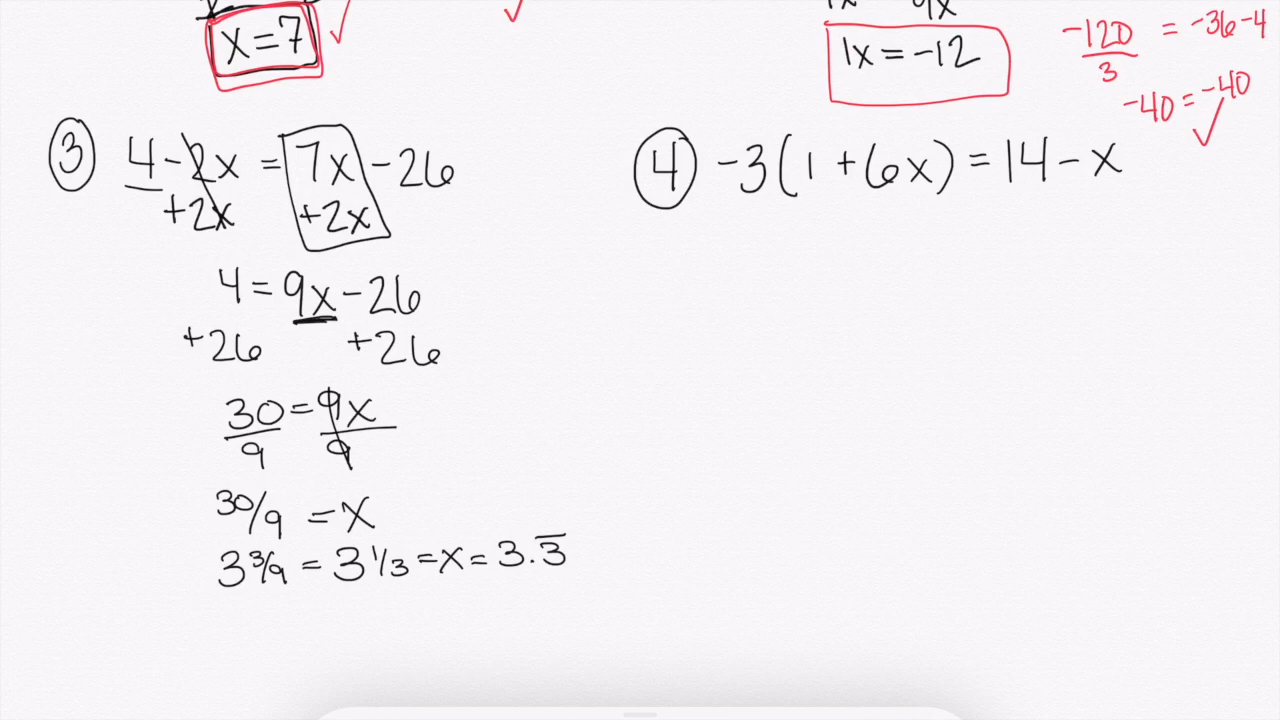 x = 7 ✓
✓
1x = -12
-120/3 = -36-4
-40 = -40 ✓
③ 4 - 2x = 7x - 26
+2x +2x
4 = 9x - 26
+26 +26
30/9 = 9x/9
30/9 = x
3 3/9 = 3 1/3 = x = 3.3̅
④ -3(1 + 6x) = 14 - x